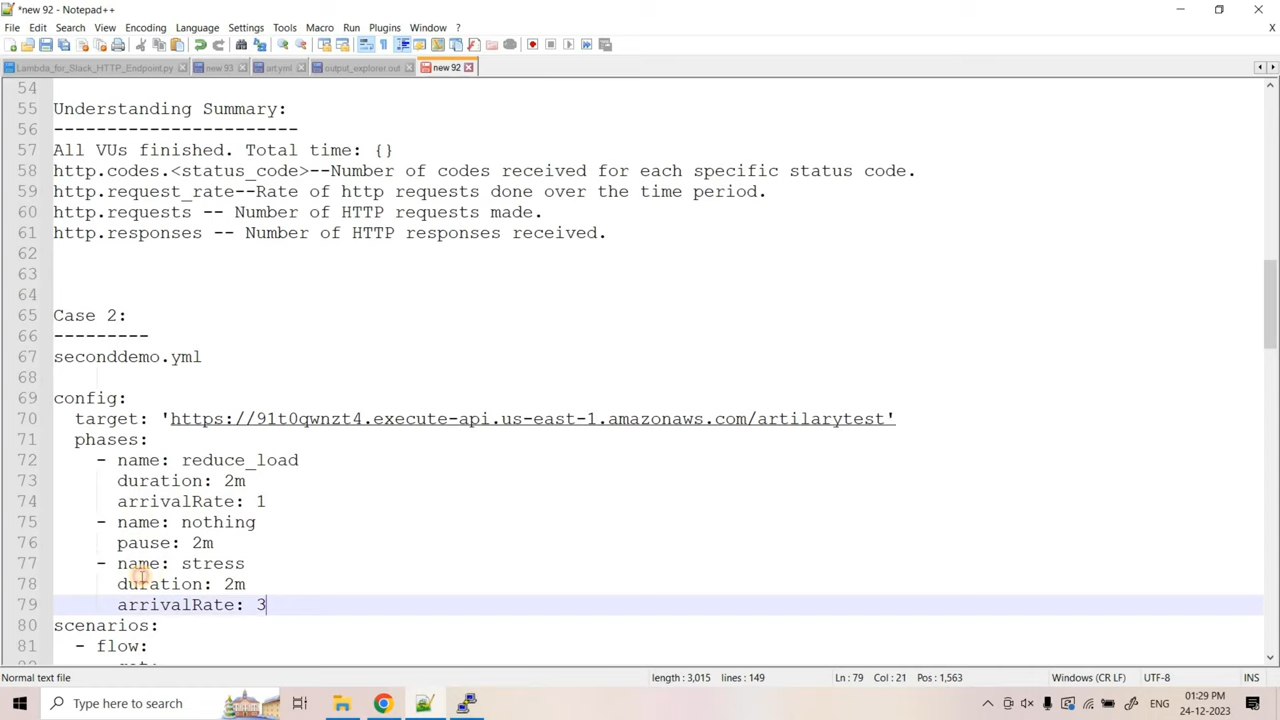 *new 92 - Notepad++
File Edit Search View Encoding Language Settings Tools Macro Run Plugins Window ?
X
Lambda_for_Slack_HTTP_Endpoint.py new 93 art.yml output_explorer.out new 92
54
55 Understanding Summary:
56 -----------------------
57 All VUs finished. Total time: {}
58 http.codes.<status_code>--Number of codes received for each specific status code.
59 http.request_rate--Rate of http requests done over the time period.
60 http.requests -- Number of HTTP requests made.
61 http.responses -- Number of HTTP responses received.
62
63
64
65 Case 2:
66 ---------
67 seconddemo.yml
68
69 config:
70 target: 'https://91t0qwnzt4.execute-api.us-east-1.amazonaws.com/artilarytest'
71 phases:
72 - name: reduce_load
73 duration: 2m
74 arrivalRate: 1
75 - name: nothing
76 pause: 2m
77 - name: stress
78 duration: 2m
79 arrivalRate: 3
80 scenarios:
81 - flow:
Normal text file length : 3,015 lines : 149 Ln : 79 Col : 21 Pos : 1,563 Windows (CR LF) UTF-8 INS
Type here to search ENG 01:29 PM
24-12-2023